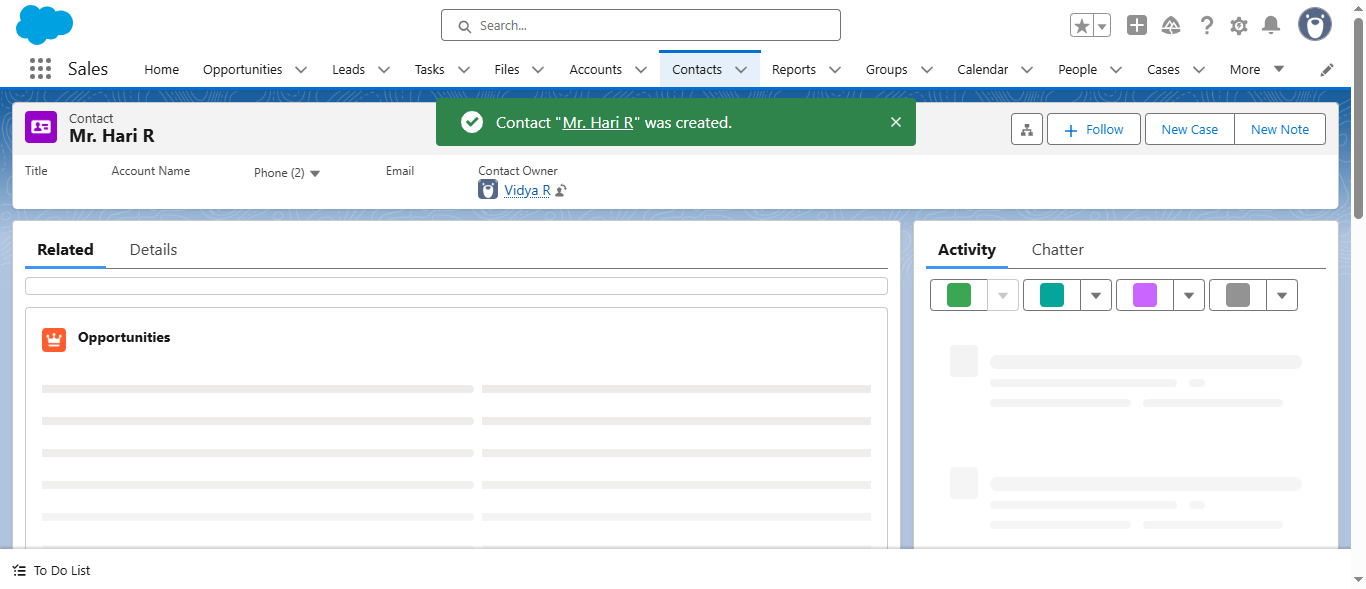 Search...
Sales
Home
Opportunities
Leads
Tasks
Files
Accounts
Contacts
Reports
Groups
Calendar
People
Cases
More
Contact
Mr. Hari R
Contact "Mr. Hari R" was created.
Follow
New Case
New Note
Title
Account Name
Phone (2)
Email
Contact Owner
Vidya R
Related
Details
Activity
Chatter
Opportunities
To Do List